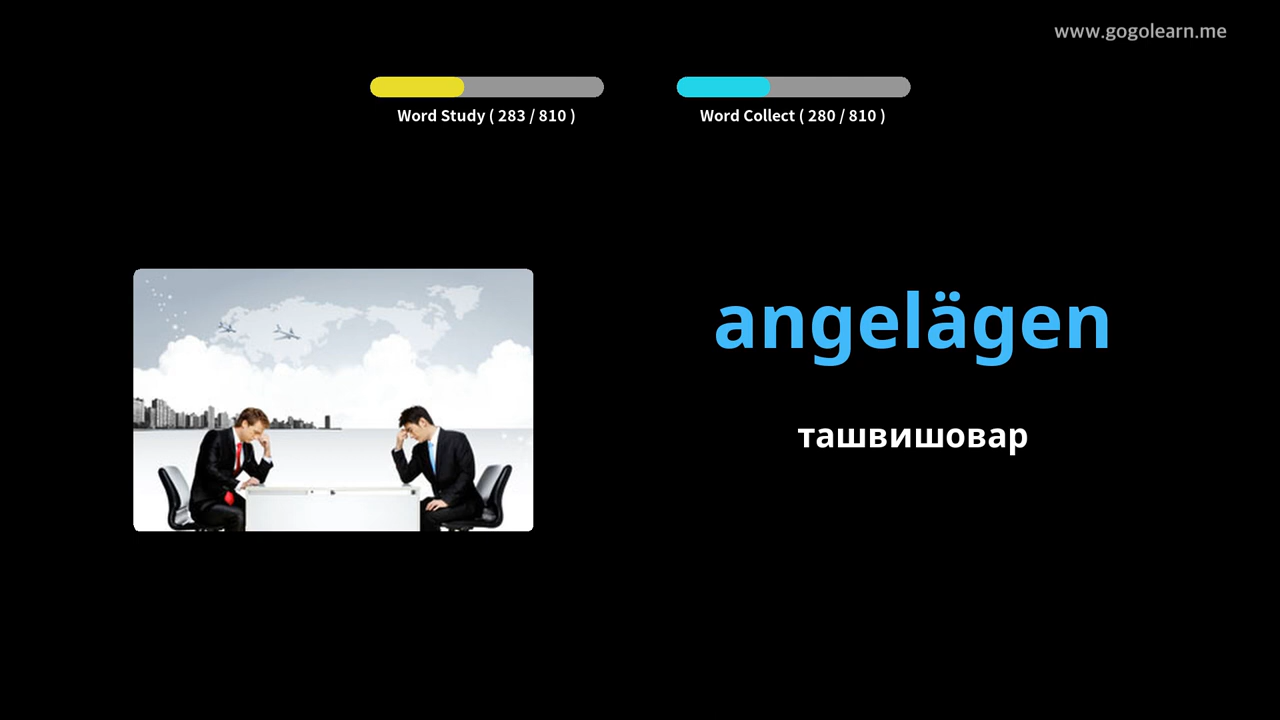 www.gogolearn.me
Word Study ( 283 / 810 )
Word Collect ( 280 / 810 )
angelägen
ташвишовар